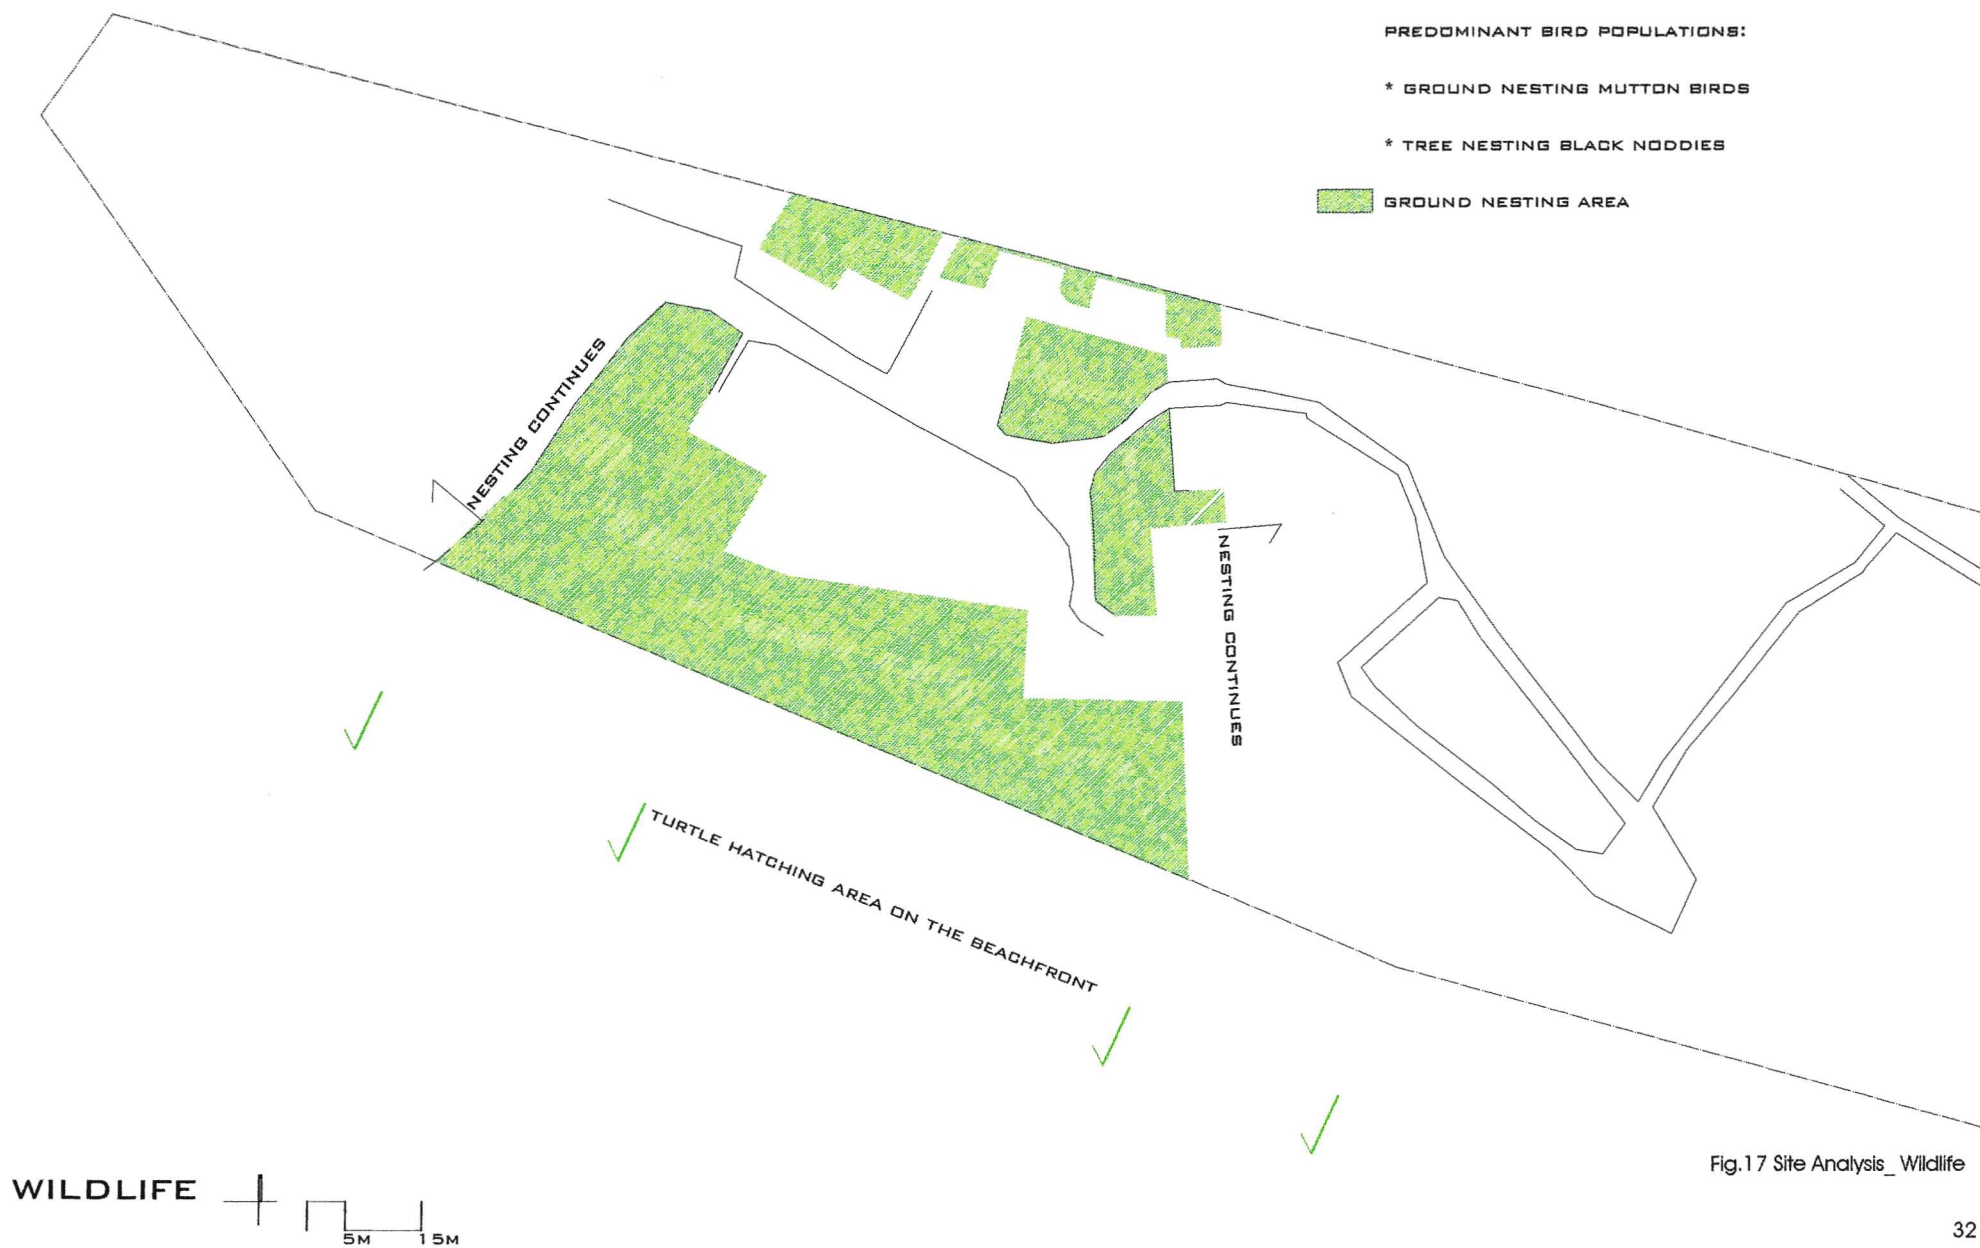 PREDOMINANT BIRD POPULATIONS:
* GROUND NESTING MUTTON BIRDS
* TREE NESTING BLACK NODDIES
GROUND NESTING AREA
NESTING CONTINUES
NESTING CONTINUES
TURTLE HATCHING AREA ON THE BEACHFRONT
Fig.17 Site Analysis_ Wildlife
WILDLIFE
5M 15M
32